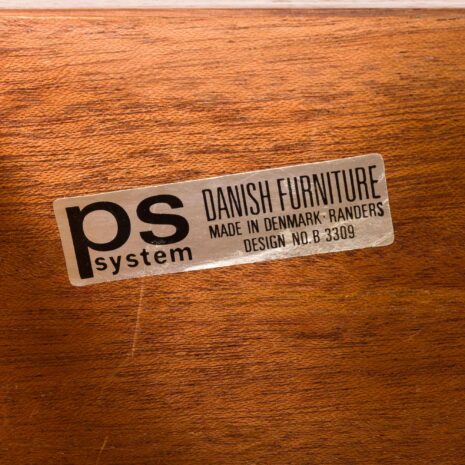 ps
system
DANISH FURNITURE
MADE IN DENMARK · RANDERS
DESIGN NO. B 3309